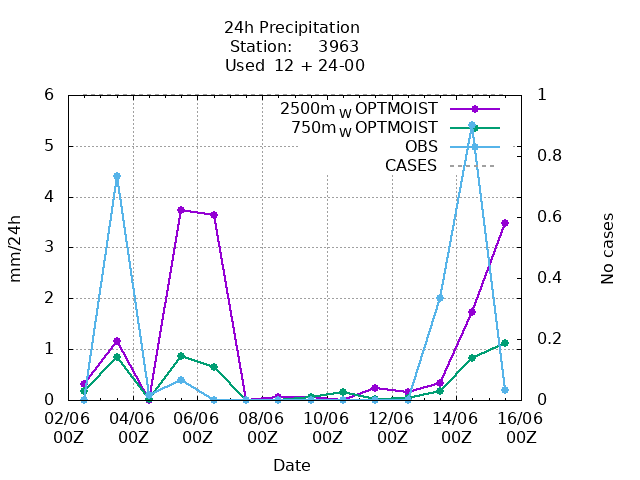 24h Precipitation
Station: 3963
Used 12 + 24-00
6 1
2500m W OPTMOIST
750m W OPTMOIST
OBS
CASES
5
0.8
4
0.6
3
0.4
2
0.2
1
0 0
mm/24h
No cases
02/06 04/06 06/06 08/06 10/06 12/06 14/06 16/06
00Z 00Z 00Z 00Z 00Z 00Z 00Z 00Z
Date